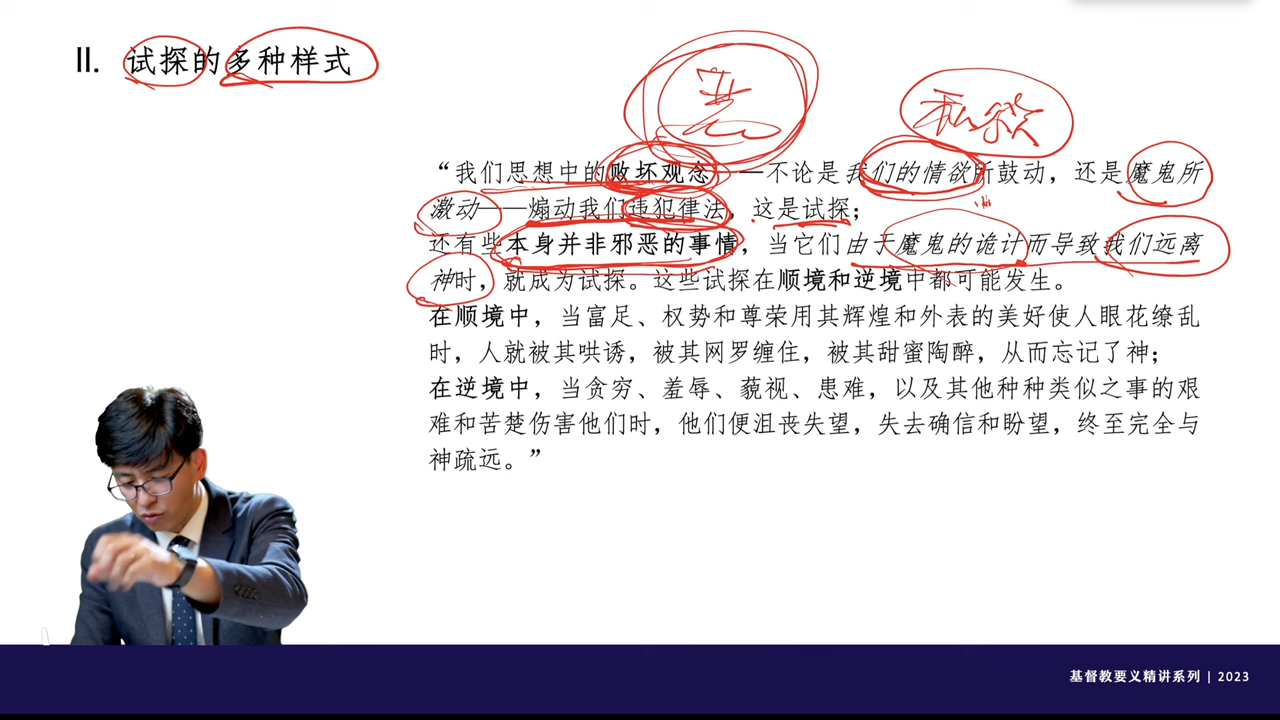 II. 试探的多种样式
恶
私欲
“我们思想中的败坏观念——不论是我们的情欲所鼓动，还是魔鬼所
激动——煽动我们违犯律法，这是试探；
还有些本身并非邪恶的事情，当它们由于魔鬼的诡计而导致我们远离
神时，就成为试探。这些试探在顺境和逆境中都可能发生。
在顺境中，当富足、权势和尊荣用其辉煌和外表的美好使人眼花缭乱
时，人就被其哄诱，被其网罗缠住，被其甜蜜陶醉，从而忘记了神；
在逆境中，当贪穷、羞辱、藐视、患难，以及其他种种类似之事的艰
难和苦楚伤害他们时，他们便沮丧失望，失去确信和盼望，终至完全与
神疏远。”
基督教要义精讲系列 | 2023